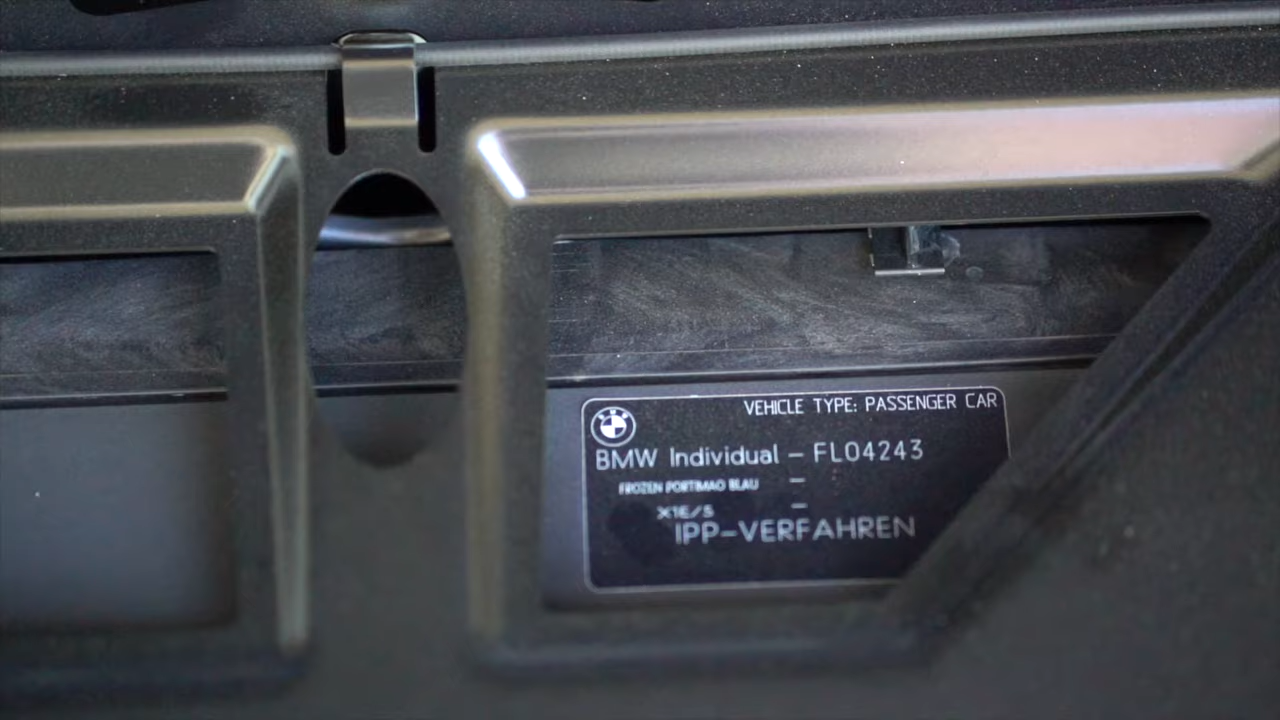 VEHICLE TYPE: PASSENGER CAR
BMW Individual – FL04243
FROZEN PORTIMAO BLAU –
X1E/5 –
IPP-VERFAHREN